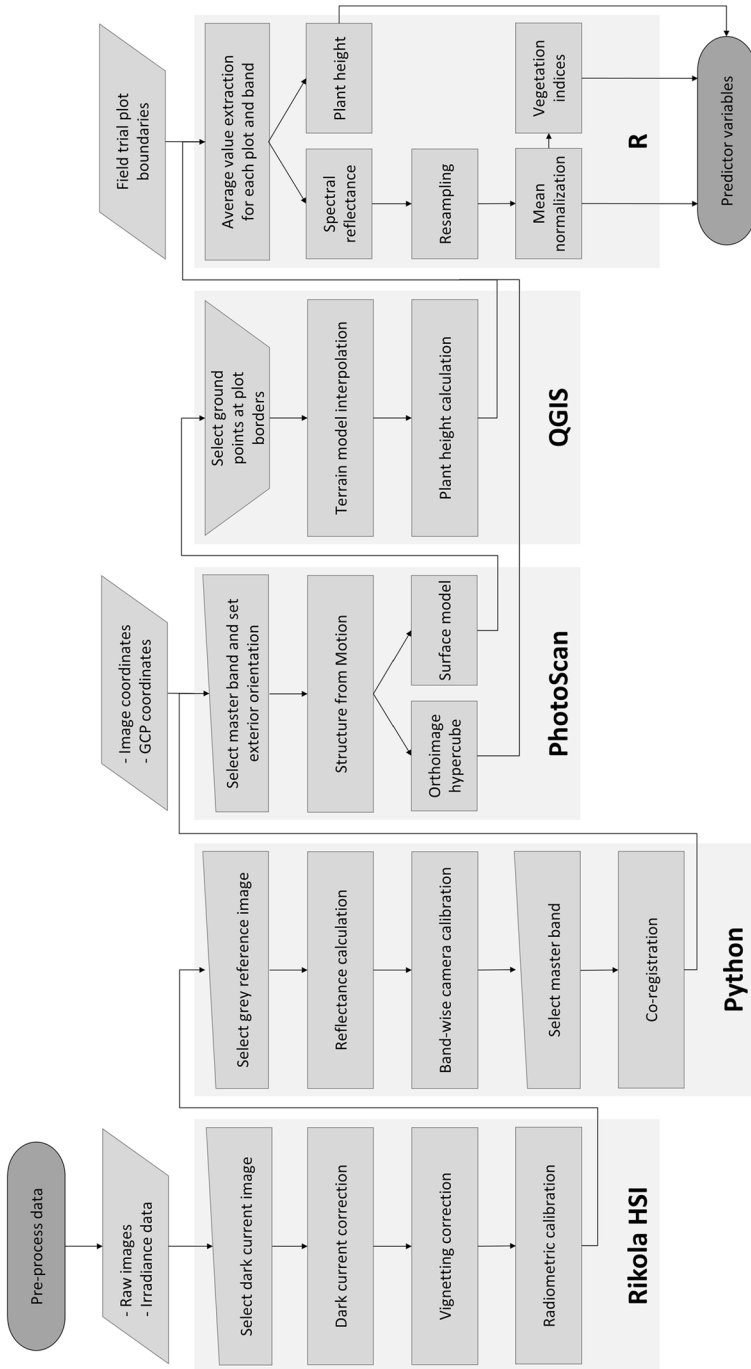 Pre-process data
- Raw images
- Irradiance data
Select dark current image
Dark current correction
Vignetting correction
Radiometric calibration
Rikola HSI
Select grey reference image
Reflectance calculation
Band-wise camera calibration
Select master band
Co-registration
Python
- Image coordinates
- GCP coordinates
Select master band and set
exterior orientation
Structure from Motion
Orthoimage
hypercube
Surface model
PhotoScan
Select ground
points at plot
borders
Terrain model interpolation
Plant height calculation
QGIS
Field trial plot
boundaries
Average value extraction
for each plot and band
Spectral
reflectance
Plant height
Resampling
Mean
normalization
Vegetation
indices
R
Predictor variables